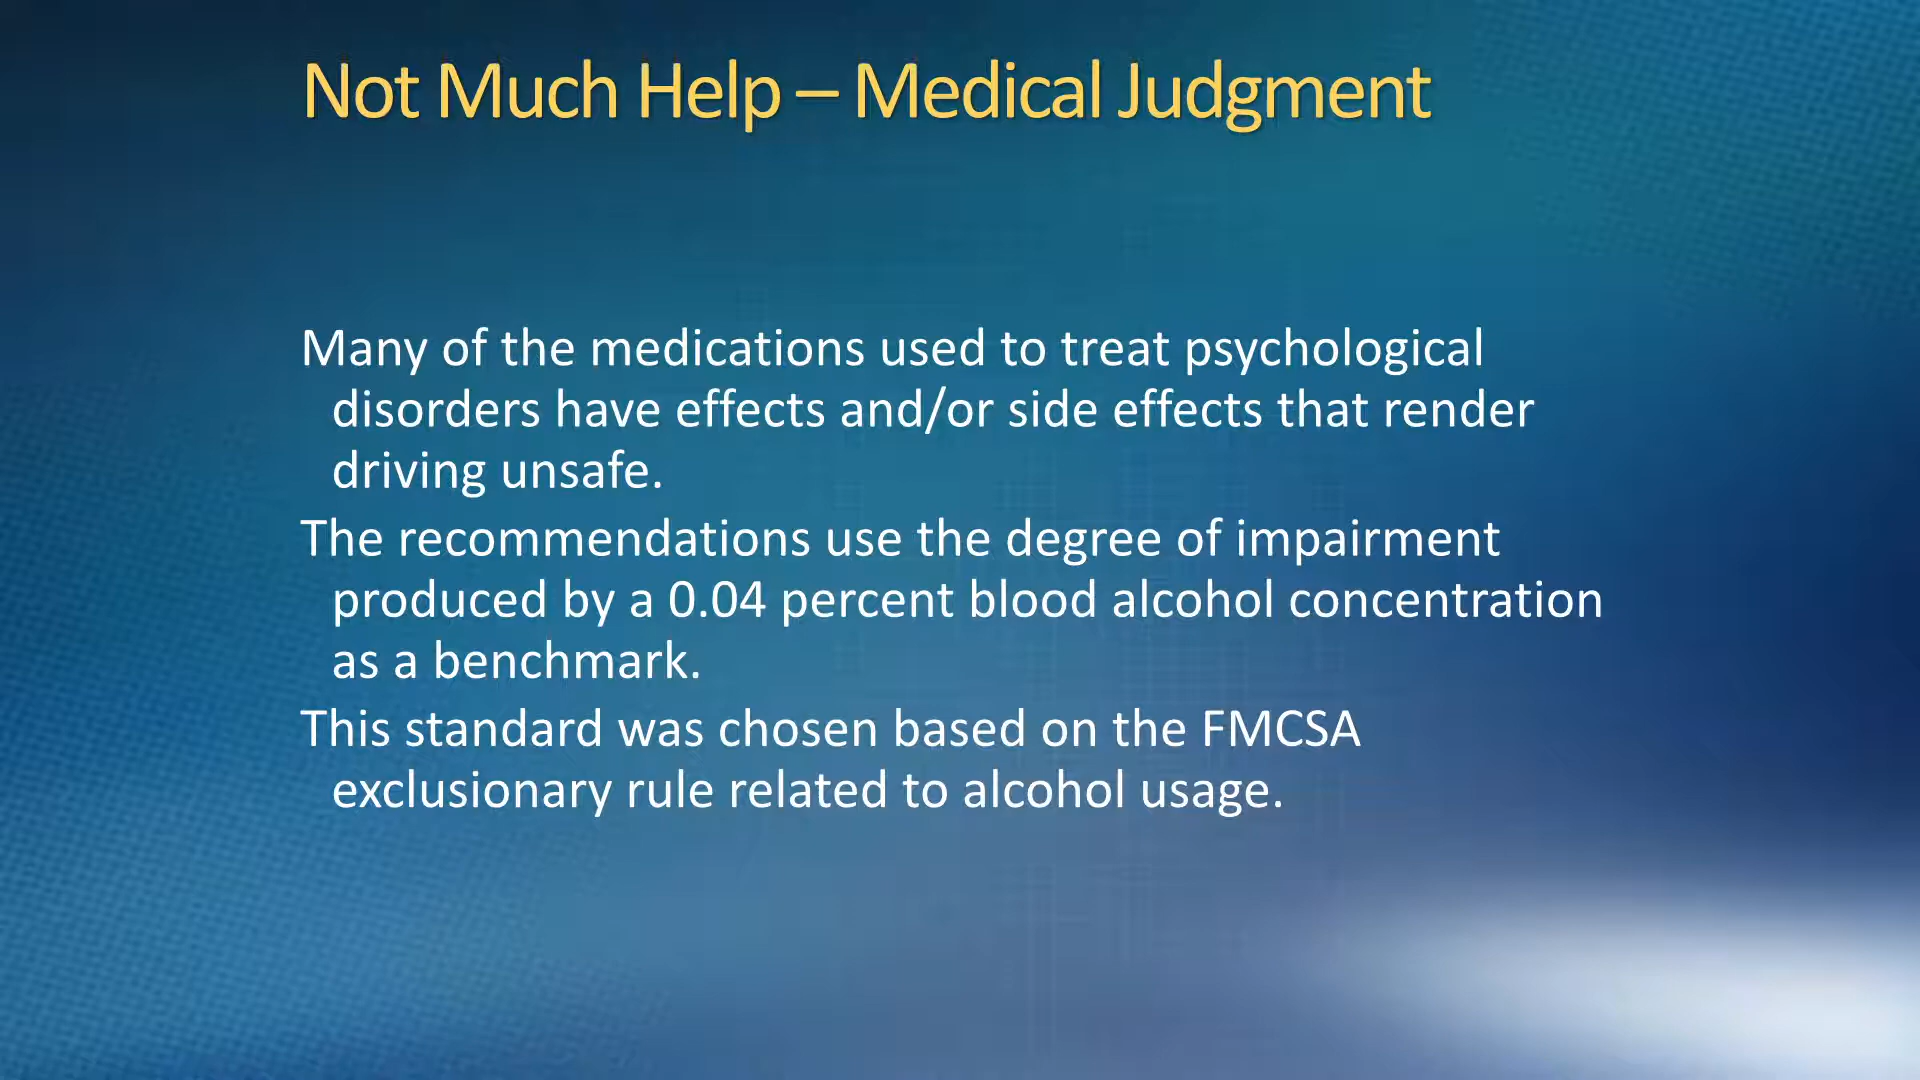 Not Much Help – Medical Judgment
Many of the medications used to treat psychological
disorders have effects and/or side effects that render
driving unsafe.
The recommendations use the degree of impairment
produced by a 0.04 percent blood alcohol concentration
as a benchmark.
This standard was chosen based on the FMCSA
exclusionary rule related to alcohol usage.